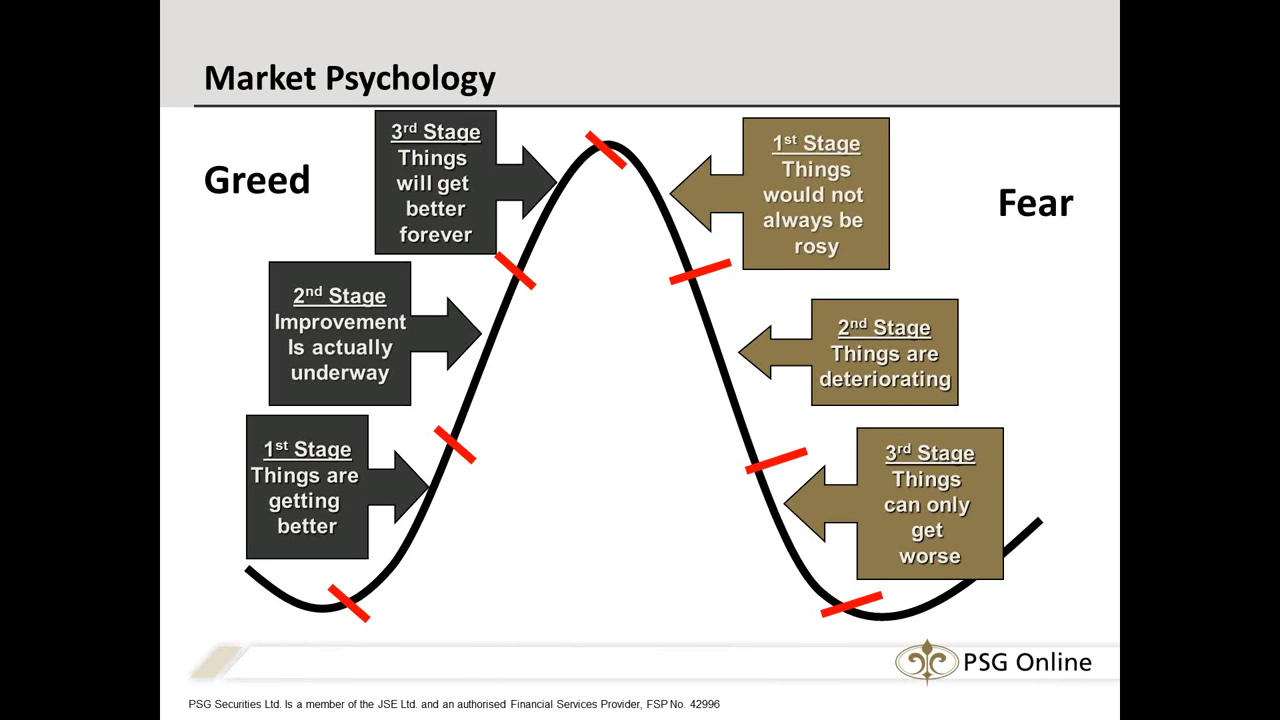 Market Psychology
Greed
3rd Stage
Things
will get
better
forever
2nd Stage
Improvement
Is actually
underway
1st Stage
Things are
getting
better
1st Stage
Things
would not
always be
rosy
Fear
2nd Stage
Things are
deteriorating
3rd Stage
Things
can only
get
worse
PSG Online
PSG Securities Ltd. Is a member of the JSE Ltd. and an authorised Financial Services Provider, FSP No. 42996